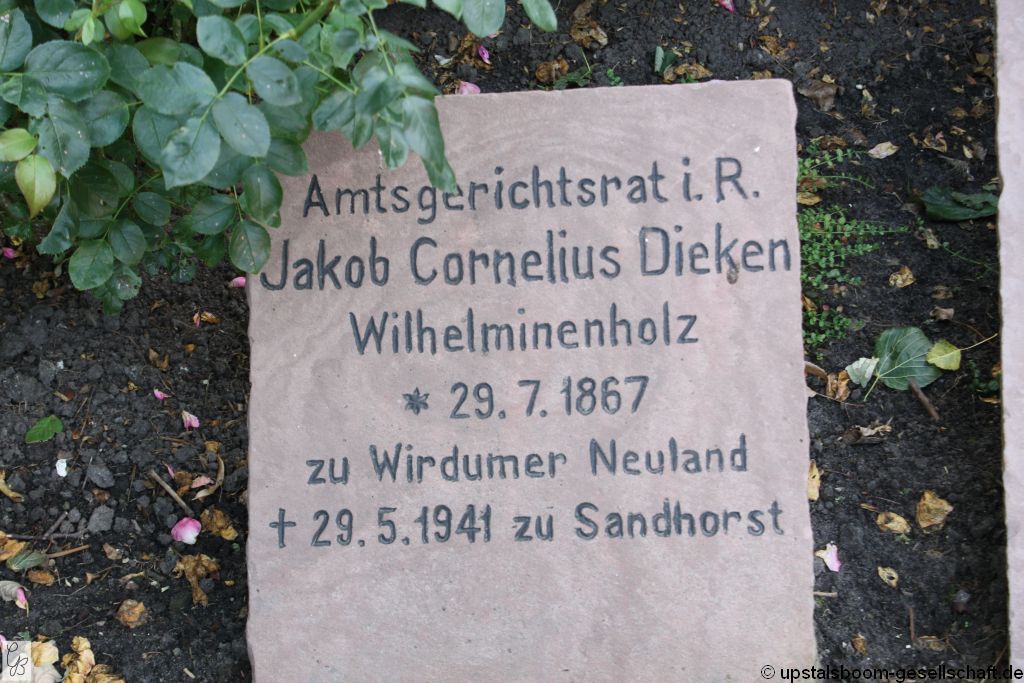 Amtsgerichtsrat i. R.
Jakob Cornelius Dieken
Wilhelminenholz
* 29. 7. 1867
zu Wirdumer Neuland
† 29. 5. 1941 zu Sandhorst
© upstalsboom-gesellschaft.de